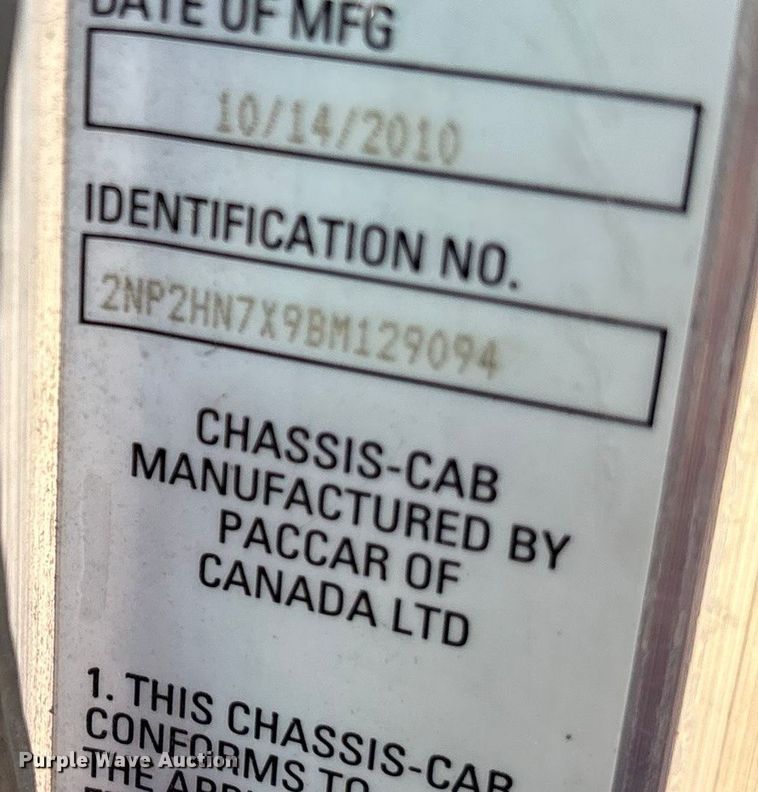 DATE OF MFG
10/14/2010
IDENTIFICATION NO.
2NP2HN7X9BM129094
CHASSIS-CAB
MANUFACTURED BY
PACCAR OF
CANADA LTD
1. THIS CHASSIS-CAB
CONFORMS TO
THE
Purple Wave Auction